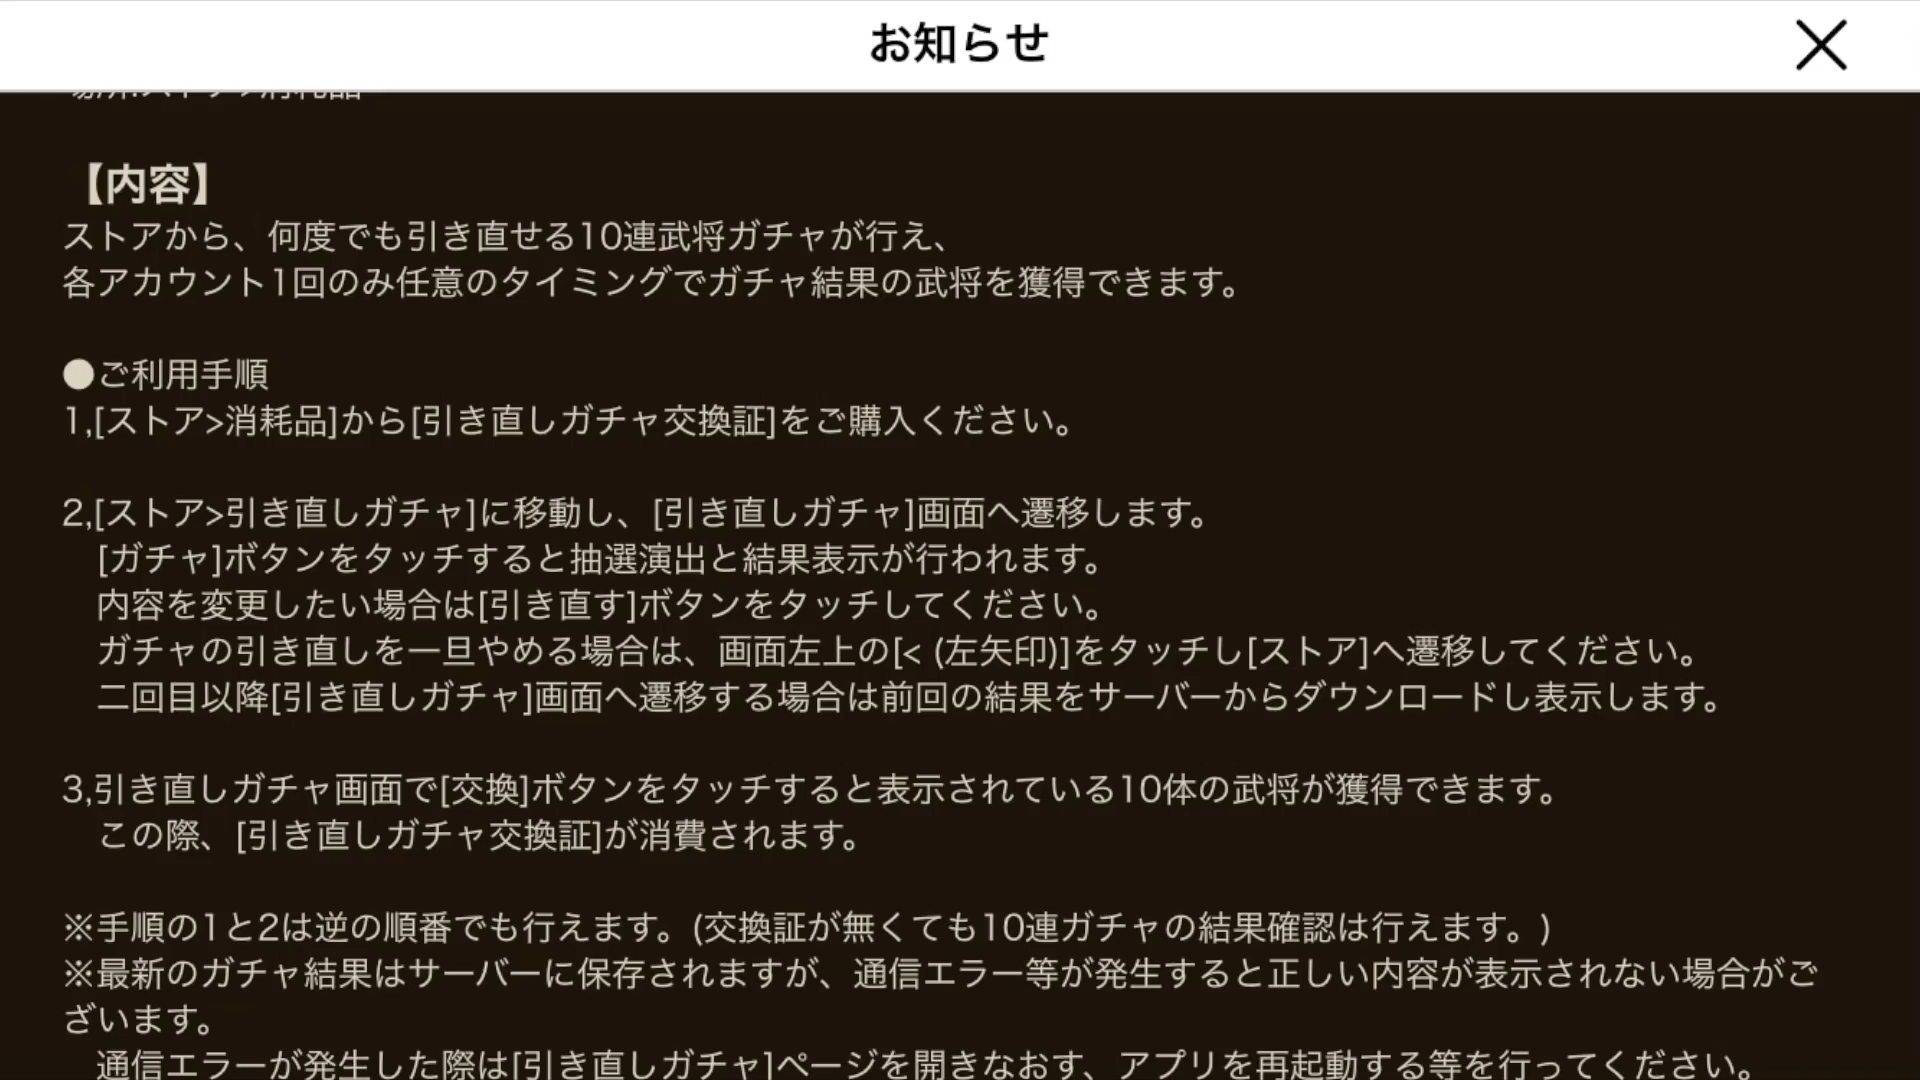 お知らせ
【内容】
ストアから、何度でも引き直せる10連武将ガチャが行え、
各アカウント1回のみ任意のタイミングでガチャ結果の武将を獲得できます。
●ご利用手順
1,[ストア>消耗品]から[引き直しガチャ交換証]をご購入ください。
2,[ストア>引き直しガチャ]に移動し、[引き直しガチャ]画面へ遷移します。
[ガチャ]ボタンをタッチすると抽選演出と結果表示が行われます。
内容を変更したい場合は[引き直す]ボタンをタッチしてください。
ガチャの引き直しを一旦やめる場合は、画面左上の[< (左矢印)]をタッチし[ストア]へ遷移してください。
二回目以降[引き直しガチャ]画面へ遷移する場合は前回の結果をサーバーからダウンロードし表示します。
3,引き直しガチャ画面で[交換]ボタンをタッチすると表示されている10体の武将が獲得できます。
この際、[引き直しガチャ交換証]が消費されます。
※手順の1と2は逆の順番でも行えます。(交換証が無くても10連ガチャの結果確認は行えます。)
※最新のガチャ結果はサーバーに保存されますが、通信エラー等が発生すると正しい内容が表示されない場合がご
ざいます。
通信エラーが発生した際は[引き直しガチャ]ページを開きなおす、アプリを再起動する等を行ってください。